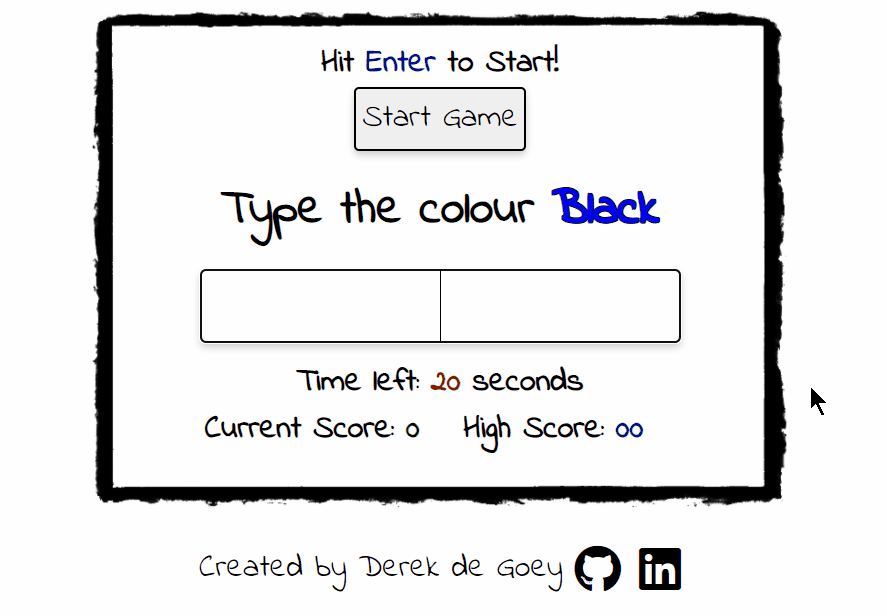 Hit Enter to Start!
Start Game
Type the colour Black
Time left: 20 seconds
Current Score: 0 High Score: 00
Created by Derek de Goey in